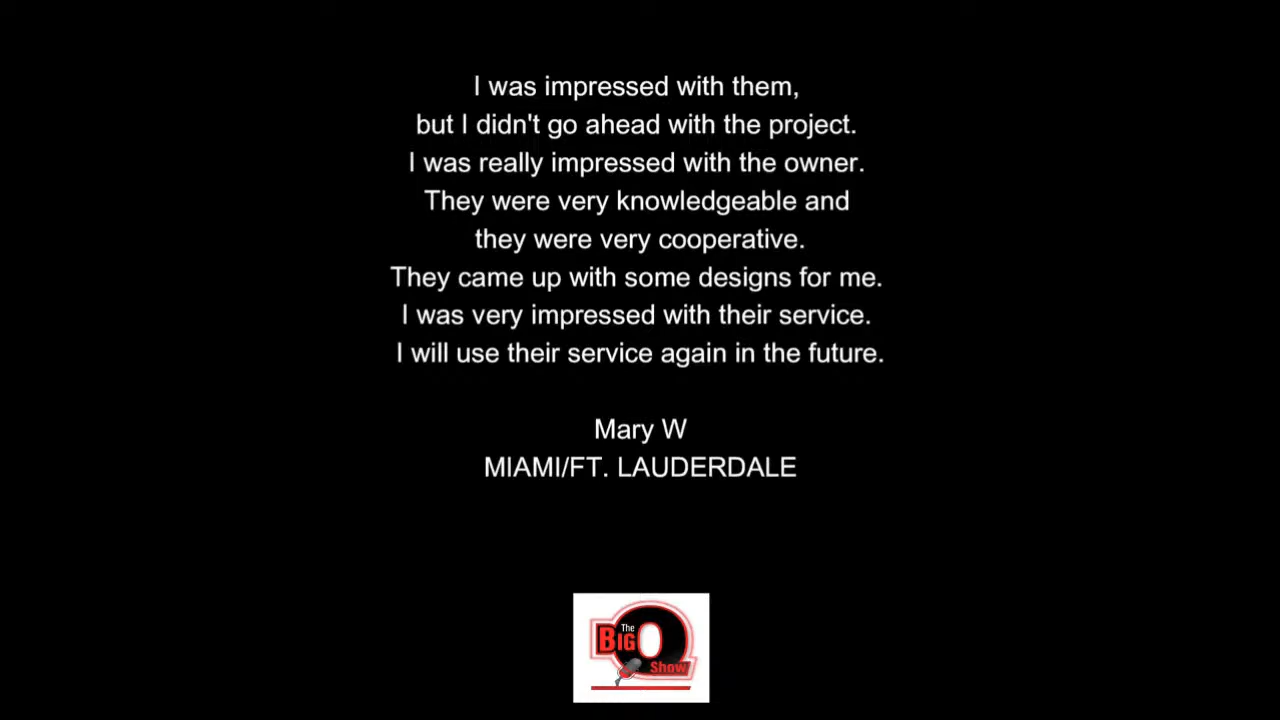 I was impressed with them,
but I didn't go ahead with the project.
I was really impressed with the owner.
They were very knowledgeable and
they were very cooperative.
They came up with some designs for me.
I was very impressed with their service.
I will use their service again in the future.
Mary W
MIAMI/FT. LAUDERDALE
The
BIG O
Show